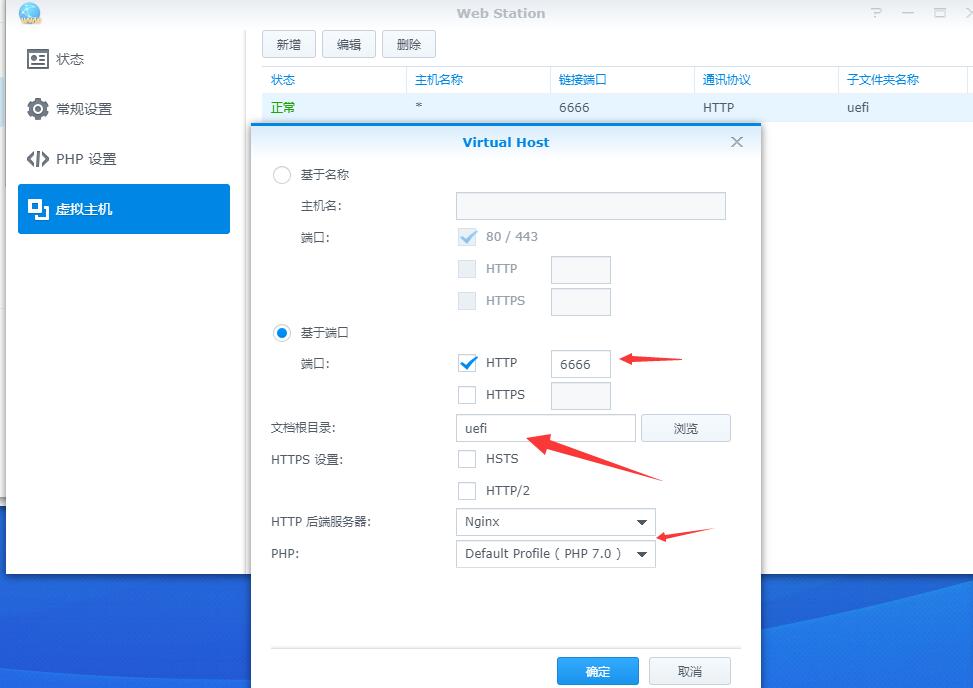 Web Station
状态
常规设置
PHP 设置
虚拟主机
新增 编辑 删除
状态 主机名称 链接端口 通讯协议 子文件夹名称
正常 * 6666 HTTP uefi
Virtual Host
基于名称
主机名:
端口: 80 / 443
HTTP
HTTPS
基于端口
端口: HTTP 6666
HTTPS
文档根目录: uefi 浏览
HTTPS 设置: HSTS
HTTP/2
HTTP 后端服务器: Nginx
PHP: Default Profile ( PHP 7.0 )
确定 取消